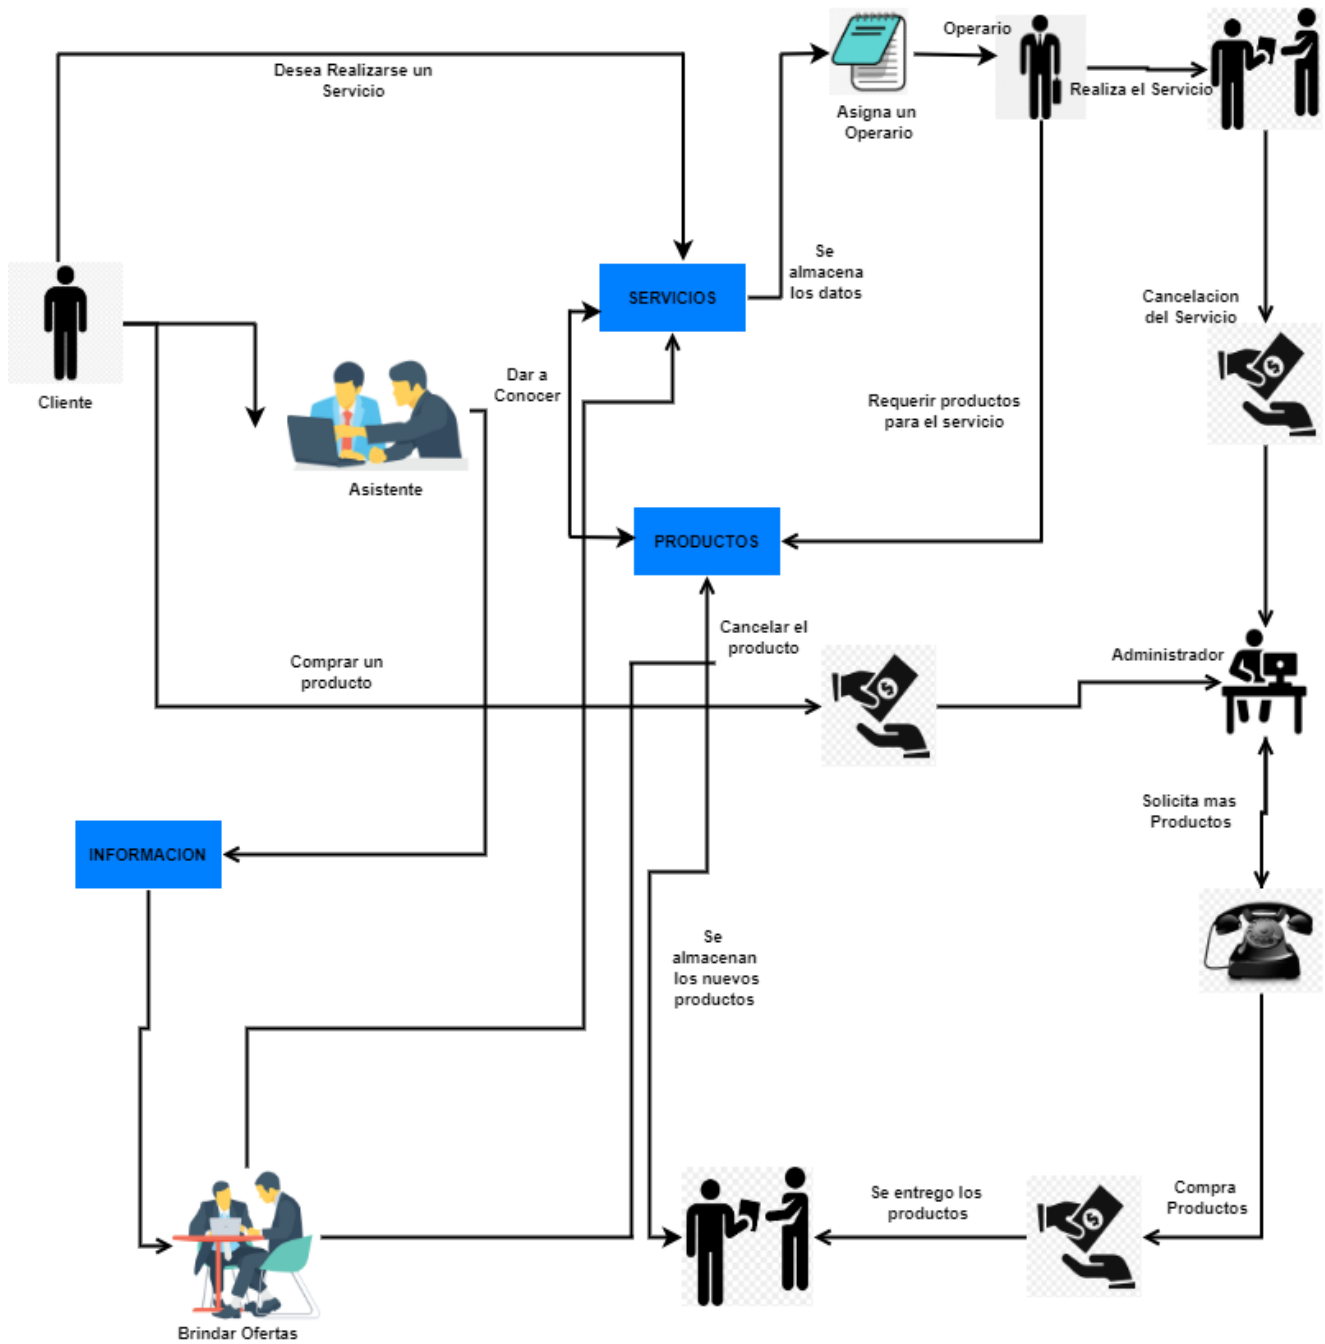 Operario
Desea Realizarse un
Servicio
Realiza el Servicio
Asigna un
Operario
Se
almacena
los datos
SERVICIOS
Cancelacion
del Servicio
Cliente
Dar a
Conocer
Requerir productos
para el servicio
Asistente
PRODUCTOS
Cancelar el
producto
Comprar un
producto
Administrador
Solicita mas
Productos
INFORMACION
Se
almacenan
los nuevos
productos
Se entrego los
productos
Compra
Productos
Brindar Ofertas